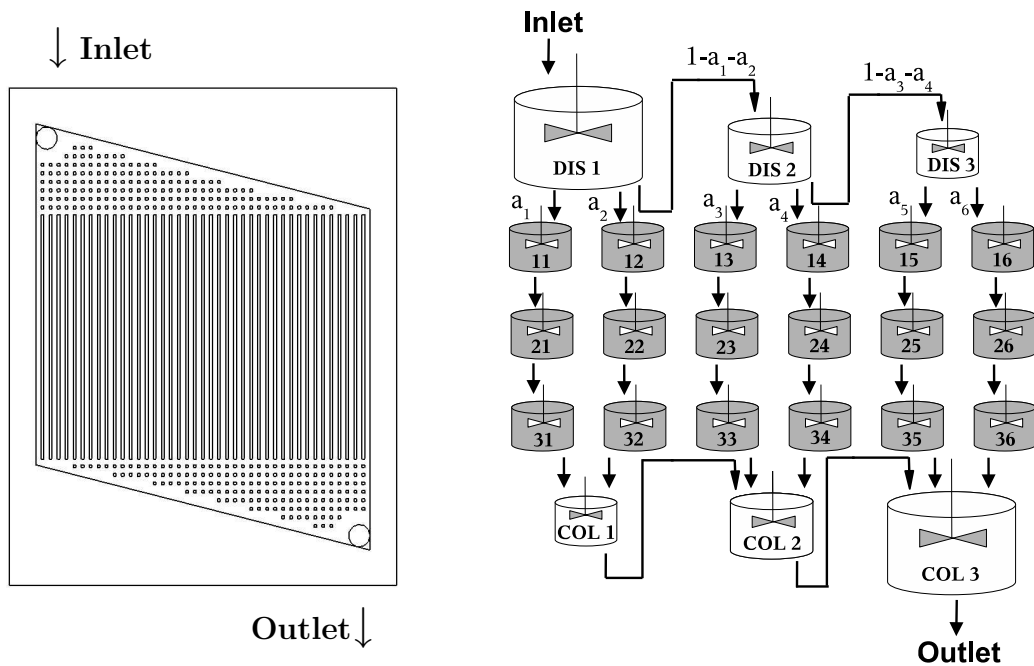 ↓ Inlet
Outlet ↓
Inlet
1-a₁-a₂
1-a₃-a₄
DIS 1
DIS 2
DIS 3
a₁ a₂ a₃ a₄ a₅ a₆
11 12 13 14 15 16
21 22 23 24 25 26
31 32 33 34 35 36
COL 1
COL 2
COL 3
Outlet